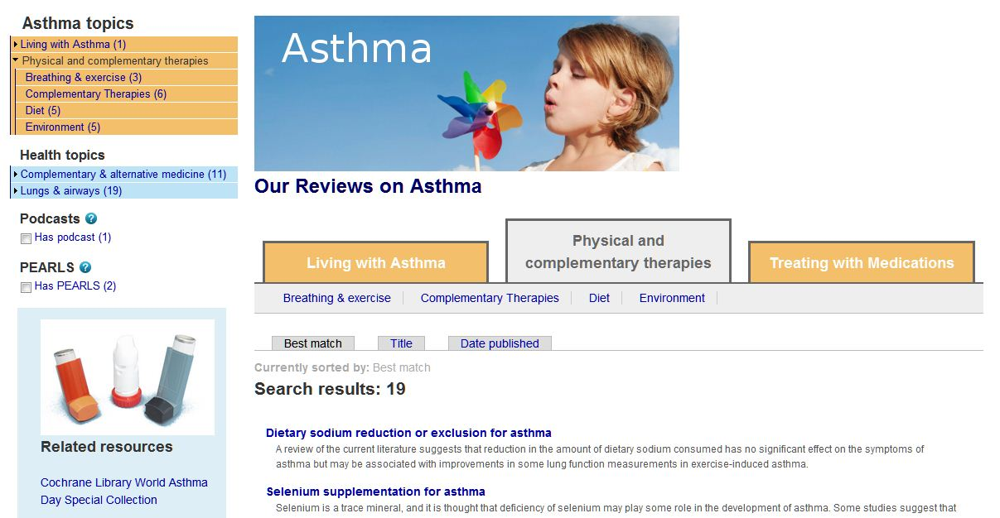 Asthma topics
Living with Asthma (1)
Physical and complementary therapies
Breathing & exercise (3)
Complementary Therapies (6)
Diet (5)
Environment (5)
Health topics
Complementary & alternative medicine (11)
Lungs & airways (19)
Podcasts ?
Has podcast (1)
PEARLS ?
Has PEARLS (2)
Related resources
Cochrane Library World Asthma
Day Special Collection
Asthma
Our Reviews on Asthma
Living with Asthma
Physical and
complementary therapies
Treating with Medications
Breathing & exercise
Complementary Therapies
Diet
Environment
Best match
Title
Date published
Currently sorted by: Best match
Search results: 19
Dietary sodium reduction or exclusion for asthma
A review of the current literature suggests that reduction in the amount of dietary sodium consumed has no significant effect on the symptoms of
asthma but may be associated with improvements in some lung function measurements in exercise-induced asthma.
Selenium supplementation for asthma
Selenium is a trace mineral, and it is thought that deficiency of selenium may play some role in the development of asthma. Some studies suggest that